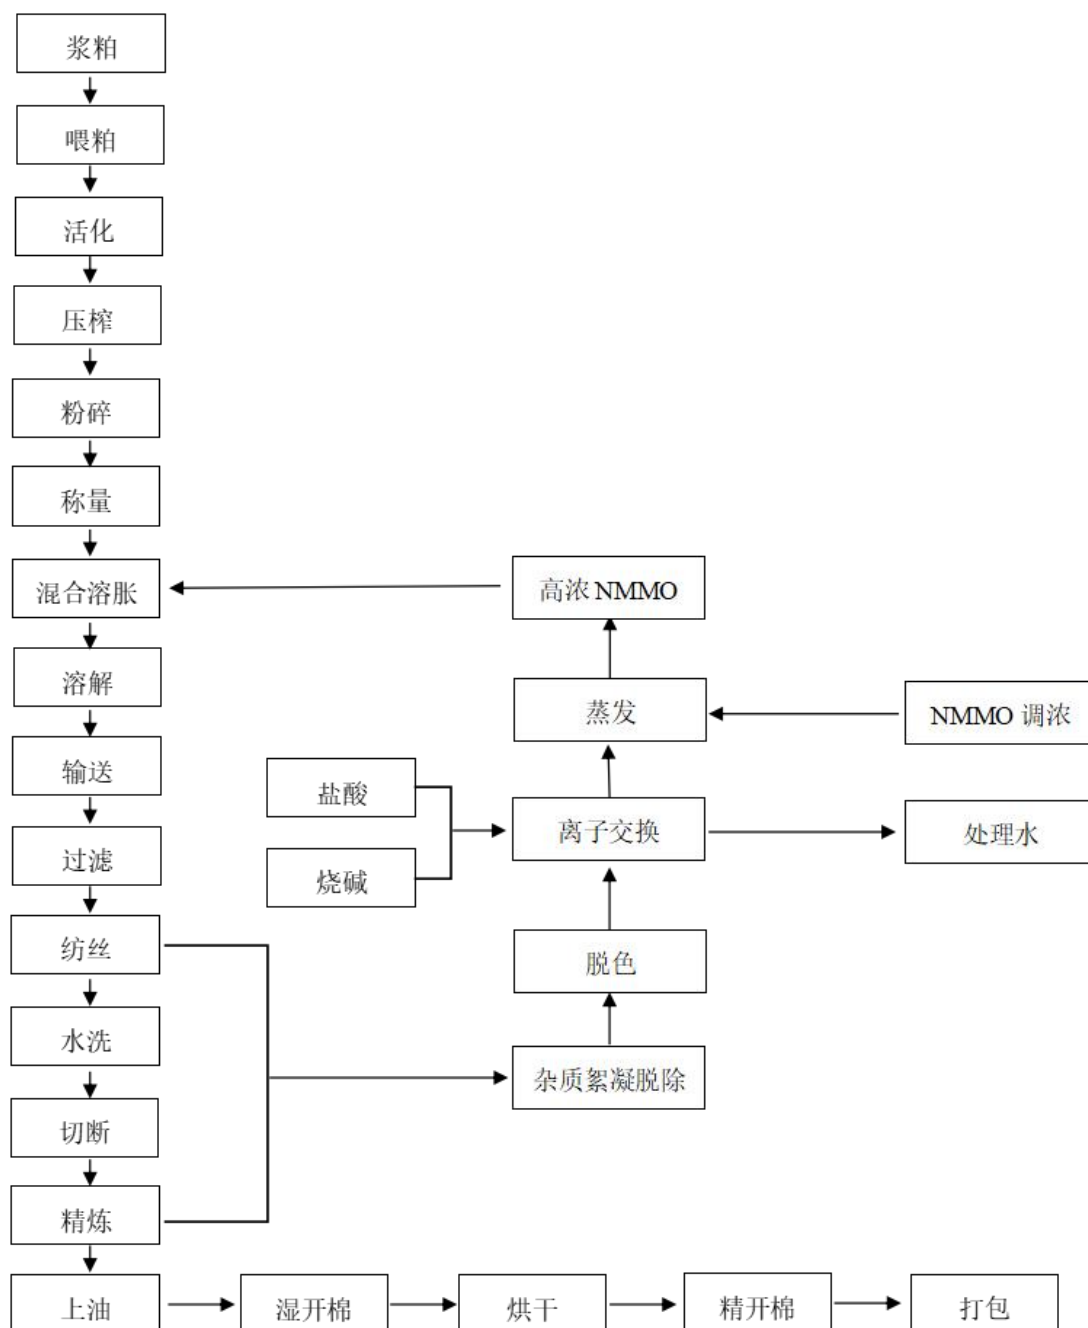 浆粕
喂粕
活化
压榨
粉碎
称量
混合溶胀
高浓 NMMO
溶解
蒸发
NMMO 调浓
输送
盐酸
离子交换
处理水
过滤
烧碱
纺丝
脱色
水洗
杂质絮凝脱除
切断
精炼
上油
湿开棉
烘干
精开棉
打包